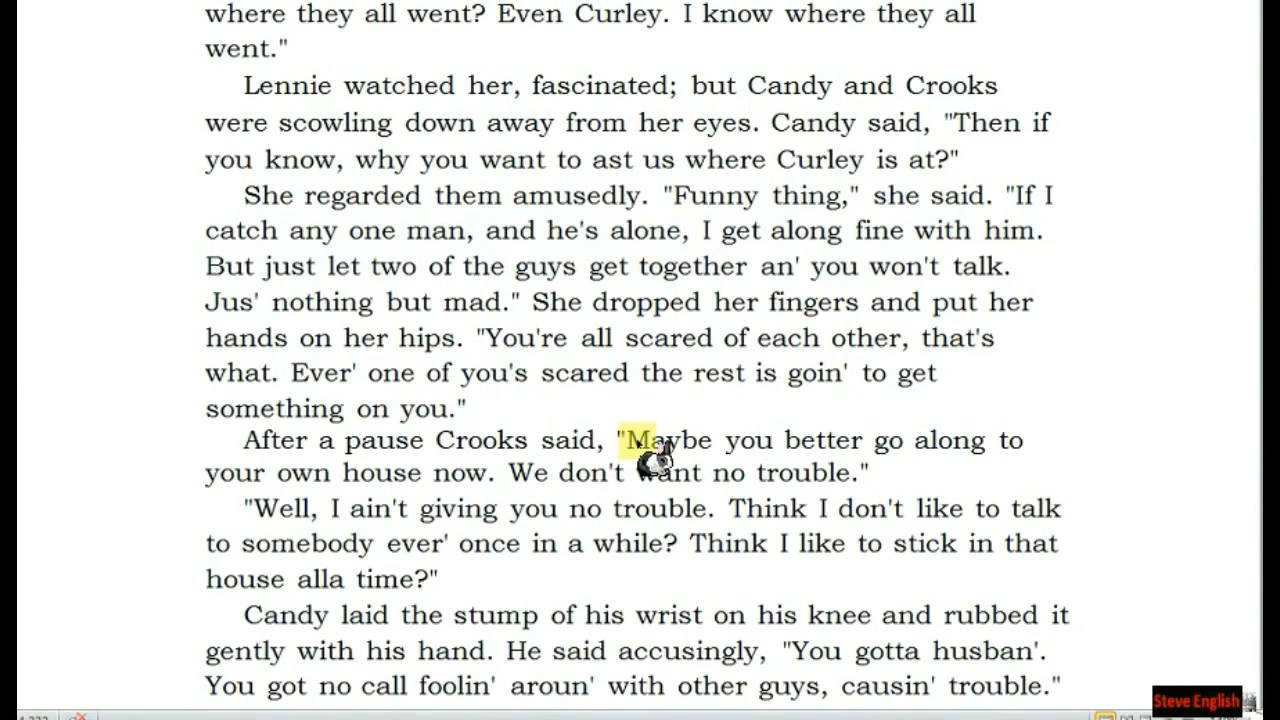 where they all went? Even Curley. I know where they all
went."
Lennie watched her, fascinated; but Candy and Crooks
were scowling down away from her eyes. Candy said, "Then if
you know, why you want to ast us where Curley is at?"
She regarded them amusedly. "Funny thing," she said. "If I
catch any one man, and he's alone, I get along fine with him.
But just let two of the guys get together an' you won't talk.
Jus' nothing but mad." She dropped her fingers and put her
hands on her hips. "You're all scared of each other, that's
what. Ever' one of you's scared the rest is goin' to get
something on you."
After a pause Crooks said, "Maybe you better go along to
your own house now. We don't want no trouble."
"Well, I ain't giving you no trouble. Think I don't like to talk
to somebody ever' once in a while? Think I like to stick in that
house alla time?"
Candy laid the stump of his wrist on his knee and rubbed it
gently with his hand. He said accusingly, "You gotta husban'.
You got no call foolin' aroun' with other guys, causin' trouble."
Steve English